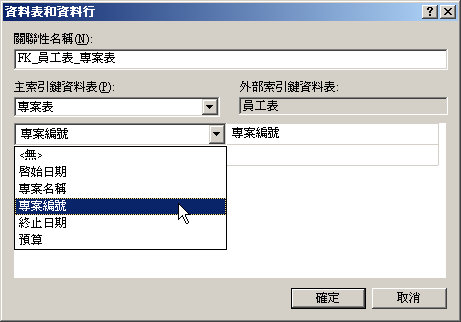 資料表和資料行
關聯性名稱(N):
FK_員工表_專案表
主索引鍵資料表(P):
外部索引鍵資料表:
專案表
員工表
專案編號
專案編號
<無>
啟始日期
專案名稱
專案編號
終止日期
預算
確定
取消